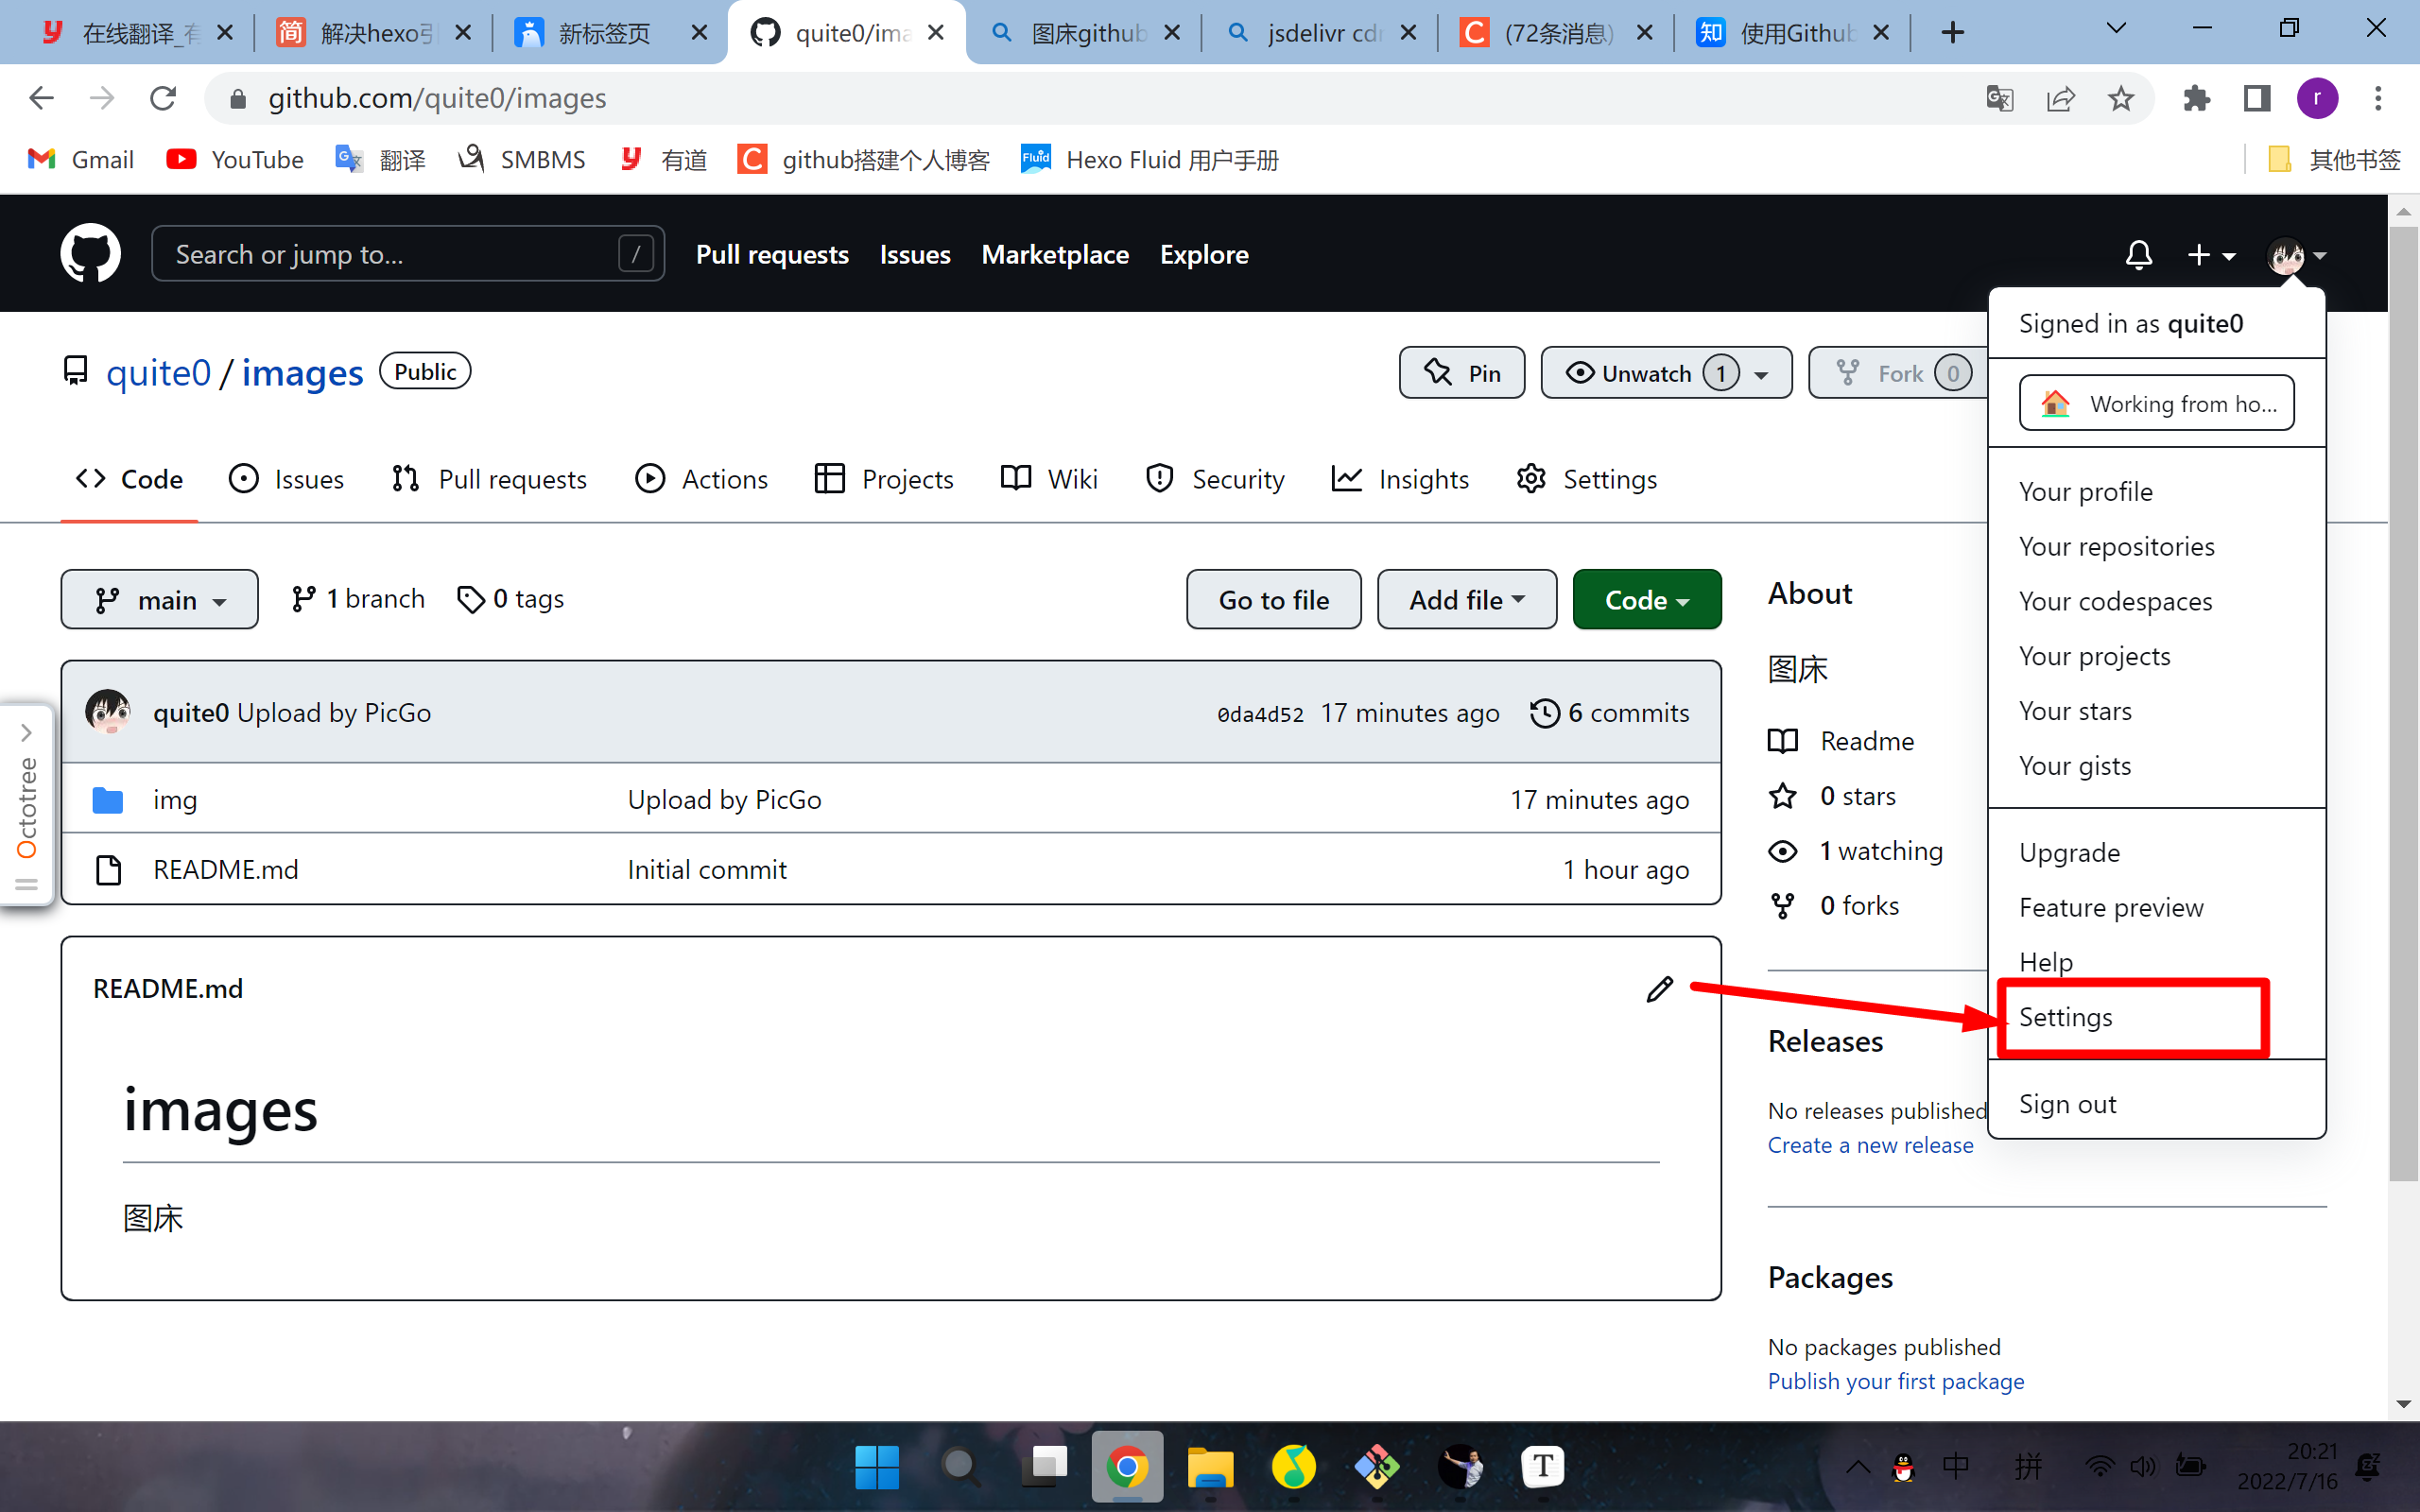 在线翻译_有
解决hexo引
新标签页
quite0/ima
图床github
jsdelivr cdn
(72条消息)
使用Github
github.com/quite0/images
r
Gmail
YouTube
翻译
SMBMS
有道
github搭建个人博客
Hexo Fluid 用户手册
其他书签
Search or jump to...
/
Pull requests
Issues
Marketplace
Explore
quite0 / images
Public
Pin
Unwatch 1
Fork 0
Code
Issues
Pull requests
Actions
Projects
Wiki
Security
Insights
Settings
main
1 branch
0 tags
Go to file
Add file
Code
quite0 Upload by PicGo
0da4d52 17 minutes ago
6 commits
img
Upload by PicGo
17 minutes ago
README.md
Initial commit
1 hour ago
Octotree
README.md
images
图床
About
图床
Readme
0 stars
1 watching
0 forks
Releases
No releases published
Create a new release
Packages
No packages published
Publish your first package
Signed in as quite0
Working from ho...
Your profile
Your repositories
Your codespaces
Your projects
Your stars
Your gists
Upgrade
Feature preview
Help
Settings
Sign out
中
拼
20:21
2022/7/16